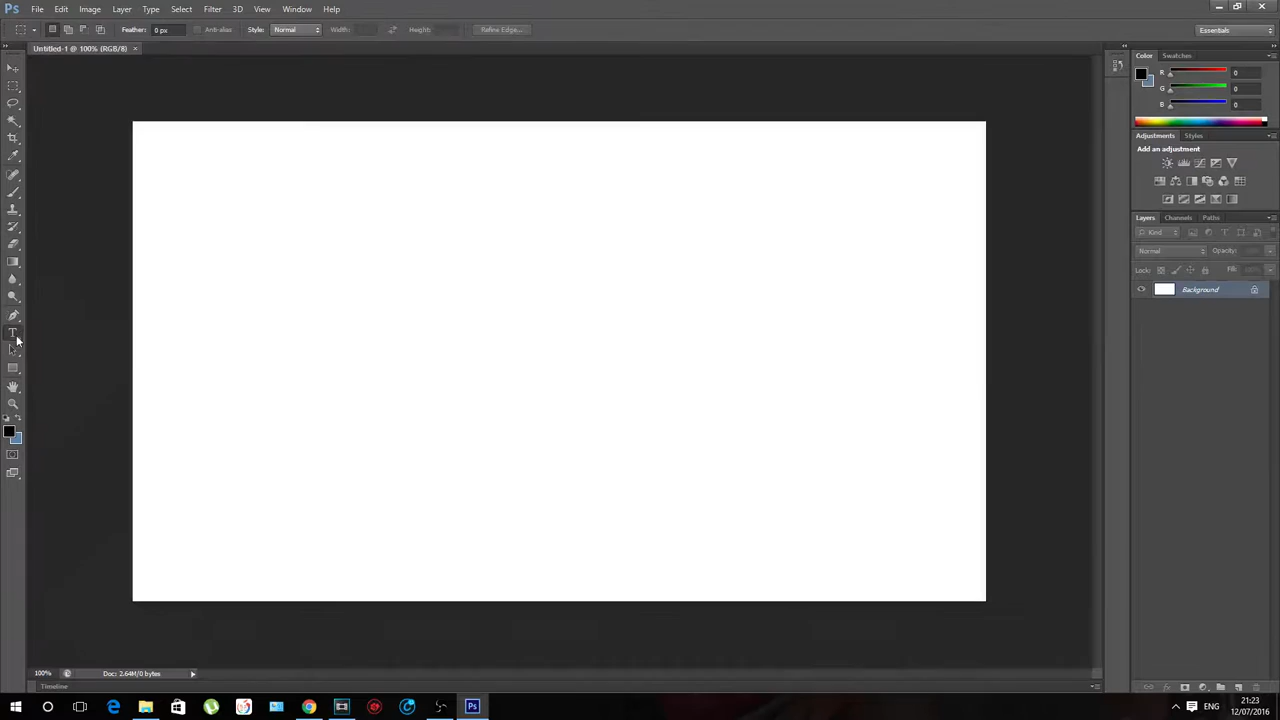 Ps File Edit Image Layer Type Select Filter 3D View Window Help
Feather: 0 px Anti-alias Style: Normal Width: Height: Refine Edge... Essentials
Untitled-1 @ 100% (RGB/8) ×
Color Swatches
R 0
G 0
B 0
Adjustments Styles
Add an adjustment
Layers Channels Paths
Kind
Normal Opacity:
Lock: Fill:
Background
T
100% Doc: 2.64M/0 bytes
Timeline
Ps ENG 21:23
12/07/2016